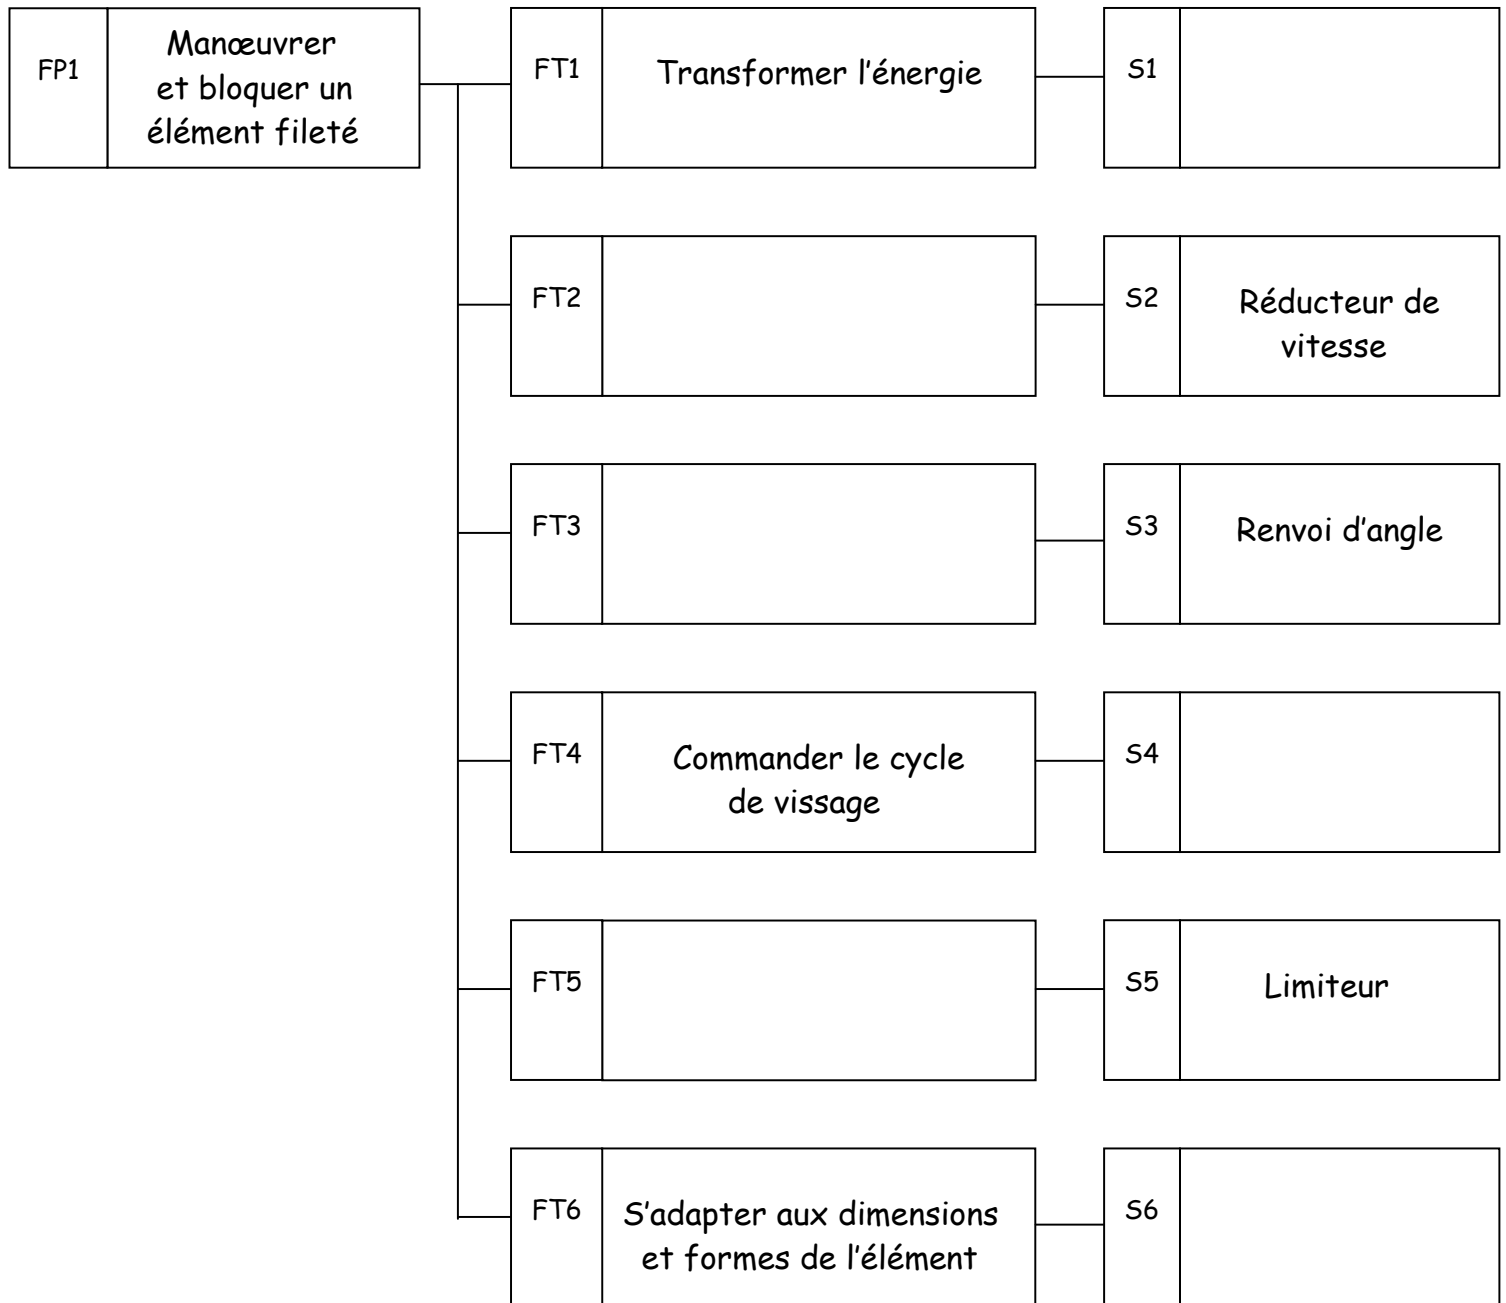 FP1
Manœuvrer
et bloquer un
élément fileté
FT1
Transformer l'énergie
S1
FT2
S2
Réducteur de
vitesse
FT3
S3
Renvoi d'angle
FT4
Commander le cycle
de vissage
S4
FT5
S5
Limiteur
FT6
S'adapter aux dimensions
et formes de l'élément
S6